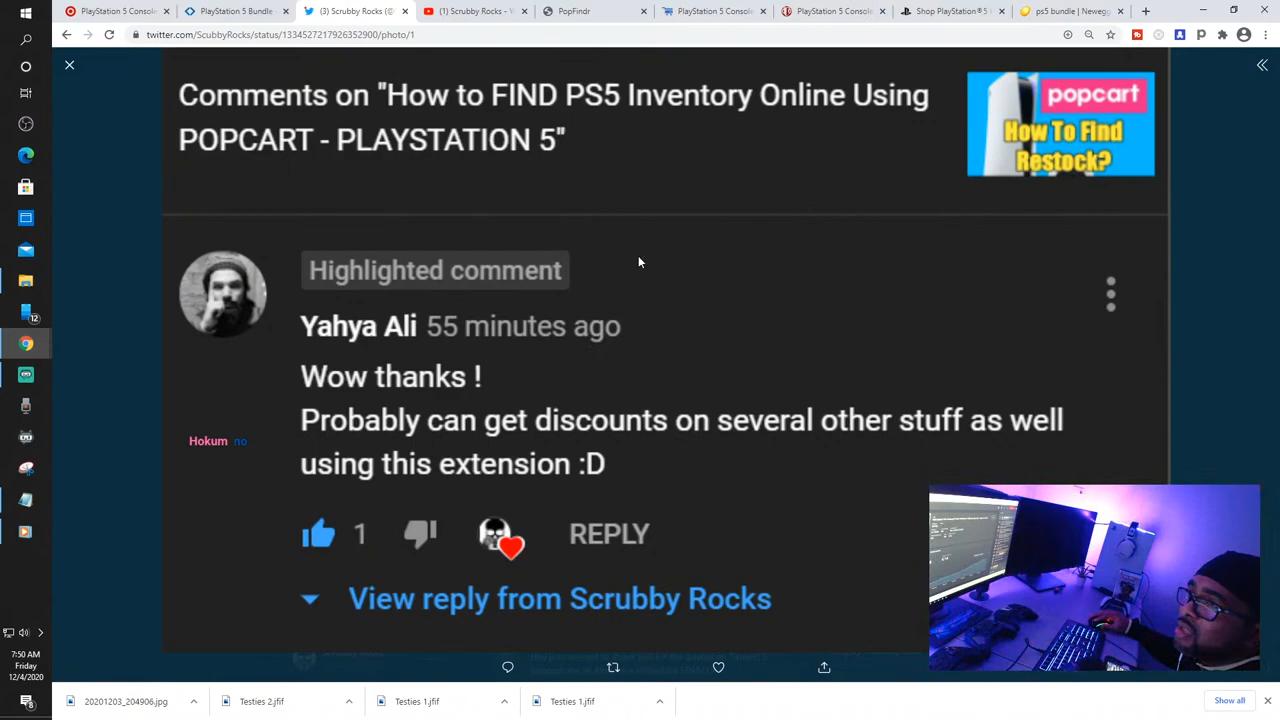 PlayStation 5 Console
PlayStation 5 Bundle -
(3) Scrubby Rocks (@
(1) Scrubby Rocks -
PopFindr
PlayStation 5 Console
PlayStation 5 Consol
Shop PlayStation®5
ps5 bundle | Newegg
twitter.com/ScubbyRocks/status/1334527217926352900/photo/1
Comments on "How to FIND PS5 Inventory Online Using
POPCART - PLAYSTATION 5"
popcart
How To Find
Restock?
Highlighted comment
Yahya Ali 55 minutes ago
Wow thanks !
Probably can get discounts on several other stuff as well
using this extension :D
Hokum no
1
REPLY
View reply from Scrubby Rocks
12
7:50 AM
Friday
12/4/2020
8
20201203_204906.jpg
Testies 2.jfif
Testies 1.jfif
Testies 1.jfif
Show all